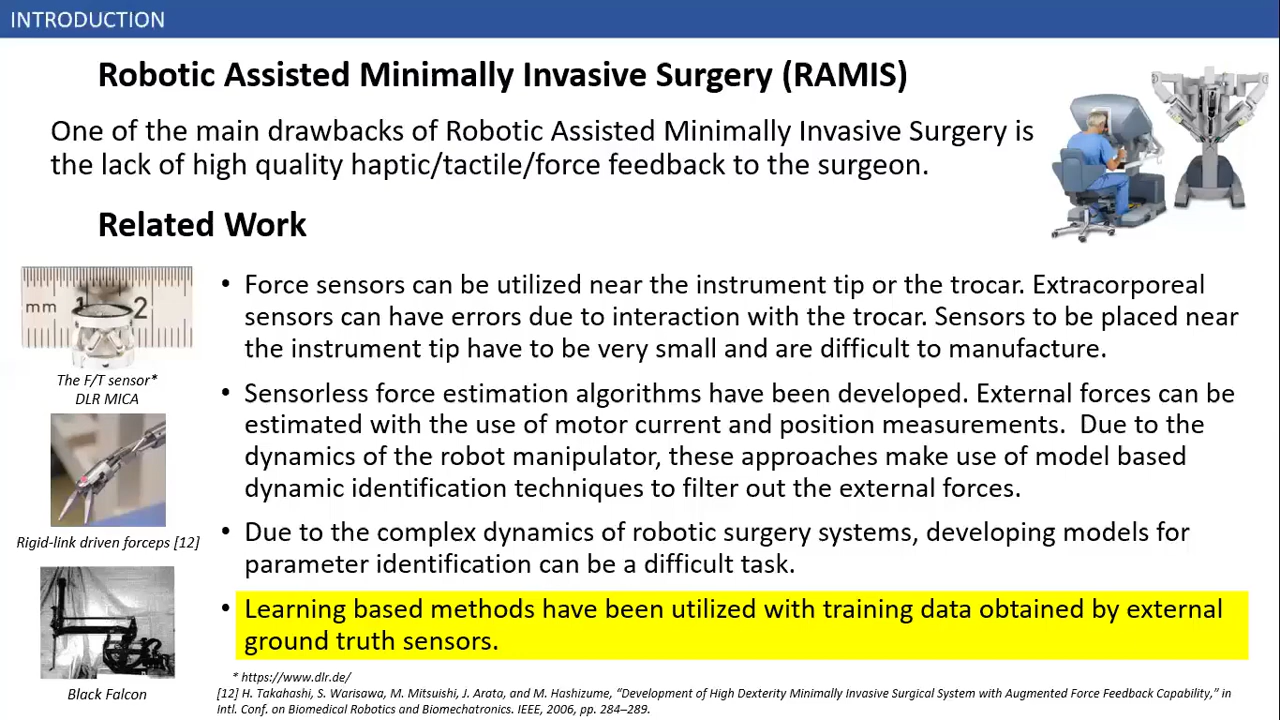 INTRODUCTION
Robotic Assisted Minimally Invasive Surgery (RAMIS)
One of the main drawbacks of Robotic Assisted Minimally Invasive Surgery is
the lack of high quality haptic/tactile/force feedback to the surgeon.
Related Work
mm 1 2
The F/T sensor*
DLR MICA
Rigid-link driven forceps [12]
Black Falcon
• Force sensors can be utilized near the instrument tip or the trocar. Extracorporeal
sensors can have errors due to interaction with the trocar. Sensors to be placed near
the instrument tip have to be very small and are difficult to manufacture.
• Sensorless force estimation algorithms have been developed. External forces can be
estimated with the use of motor current and position measurements.  Due to the
dynamics of the robot manipulator, these approaches make use of model based
dynamic identification techniques to filter out the external forces.
• Due to the complex dynamics of robotic surgery systems, developing models for
parameter identification can be a difficult task.
• Learning based methods have been utilized with training data obtained by external
ground truth sensors.
* https://www.dlr.de/
[12] H. Takahashi, S. Warisawa, M. Mitsuishi, J. Arata, and M. Hashizume, “Development of High Dexterity Minimally Invasive Surgical System with Augmented Force Feedback Capability,” in
Intl. Conf. on Biomedical Robotics and Biomechatronics. IEEE, 2006, pp. 284–289.